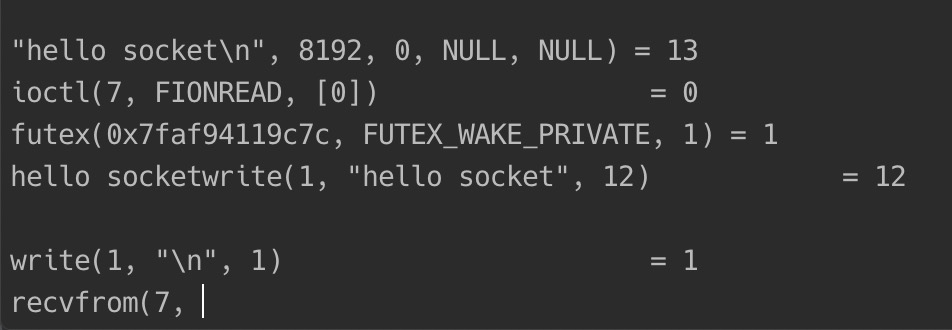 "hello socket\n", 8192, 0, NULL, NULL) = 13
ioctl(7, FIONREAD, [0])                 = 0
futex(0x7faf94119c7c, FUTEX_WAKE_PRIVATE, 1) = 1
hello socketwrite(1, "hello socket", 12)            = 12
write(1, "\n", 1)                       = 1
recvfrom(7,